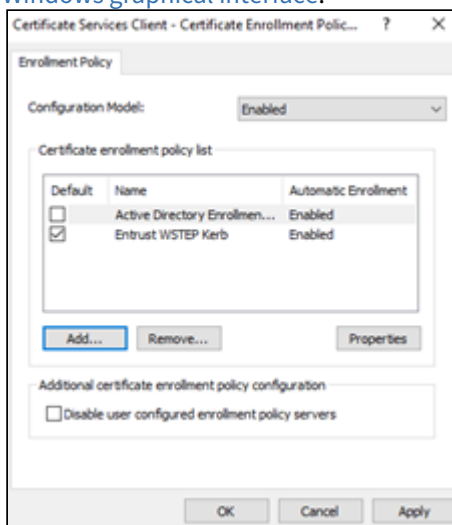 Windows graphical interface.
Certificate Services Client - Certificate Enrollment Polic... ? ×
Enrollment Policy
Configuration Model: Enabled
Certificate enrollment policy list
Default Name Automatic Enrollment
Active Directory Enrollmen... Enabled
Entrust WSTEP Kerb Enabled
Add... Remove... Properties
Additional certificate enrollment policy configuration
Disable user configured enrollment policy servers
OK Cancel Apply